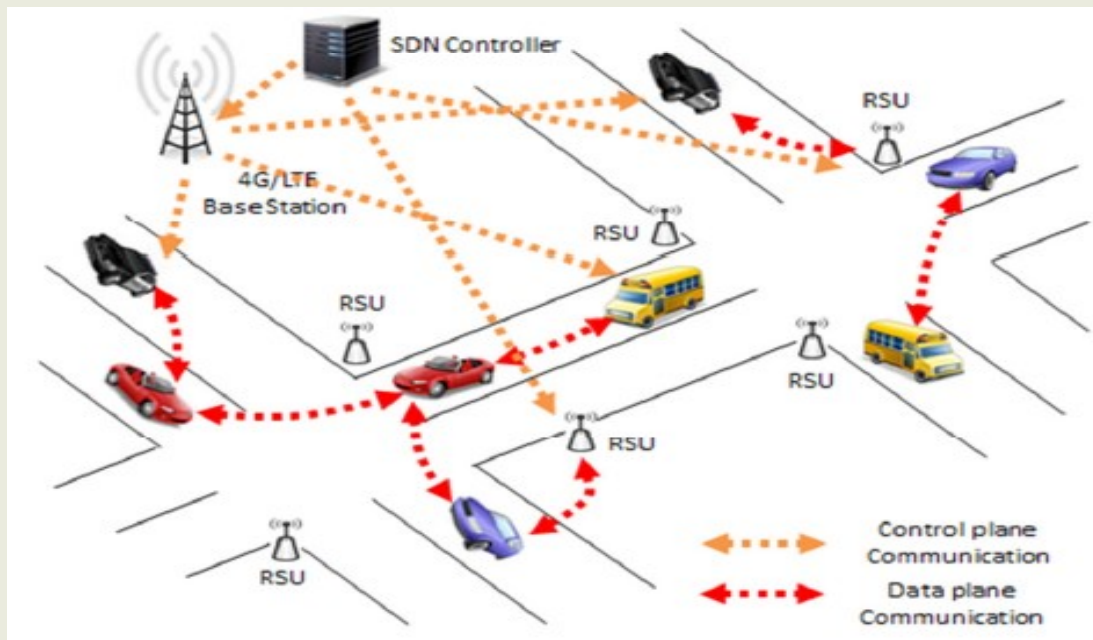 SDN Controller
RSU
4G/LTE
Base Station
RSU
RSU
RSU
RSU
RSU
Control plane
Communication
Data plane
Communication